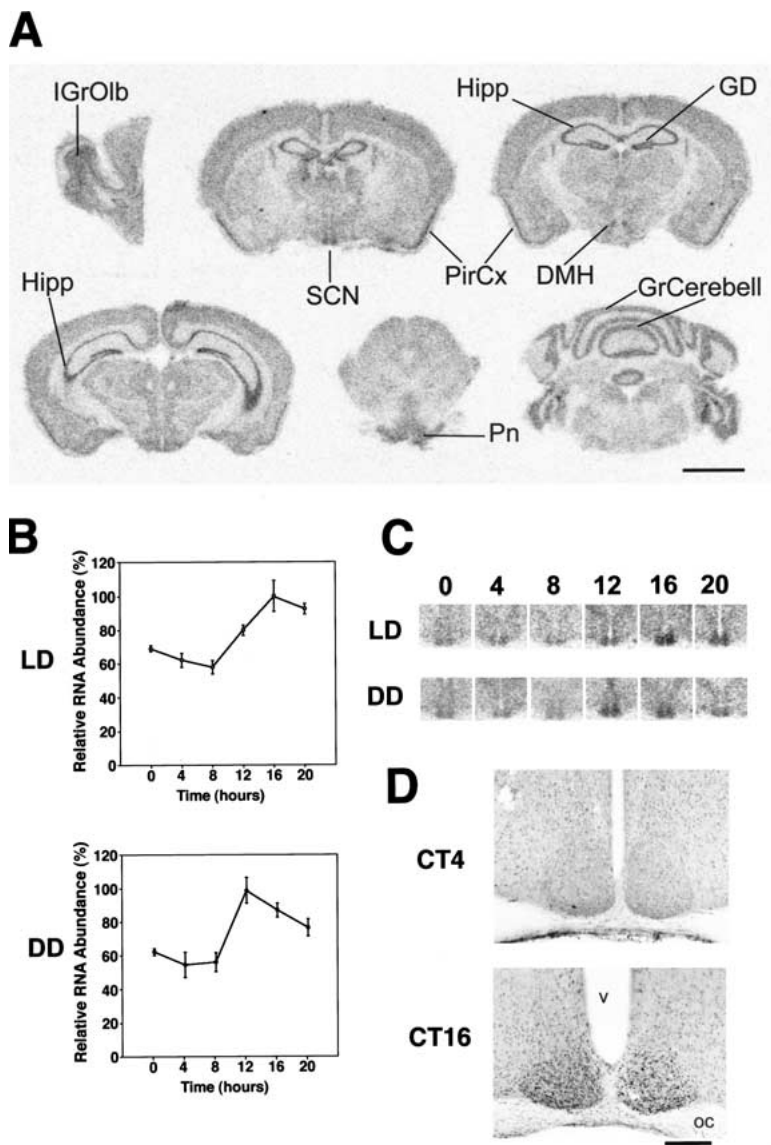 A
IGrOlb
Hipp
GD
PirCx
SCN
DMH
Hipp
GrCerebell
Pn
B
LD
Relative RNA Abundance (%)
120
100
80
60
40
20
0
0 4 8 12 16 20
Time (hours)
DD
Relative RNA Abundance (%)
120
100
80
60
40
20
0
0 4 8 12 16 20
Time (hours)
C
0 4 8 12 16 20
LD
DD
D
CT4
CT16
v
oc